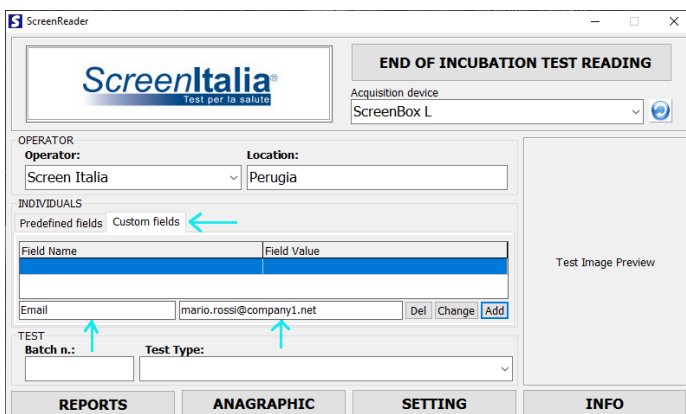 ScreenReader
ScreenItalia®
Test per la salute
END OF INCUBATION TEST READING
Acquisition device
ScreenBox L
OPERATOR
Operator: Location:
Screen Italia Perugia
INDIVIDUALS
Predefined fields Custom fields
Field Name Field Value
Test Image Preview
Email mario.rossi@company1.net Del Change Add
TEST
Batch n.: Test Type:
REPORTS ANAGRAPHIC SETTING INFO